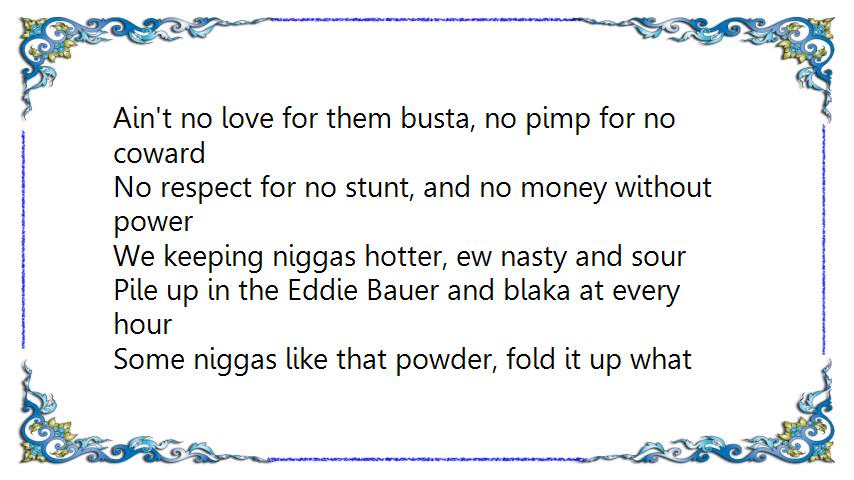 Ain't no love for them busta, no pimp for no
coward
No respect for no stunt, and no money without
power
We keeping niggas hotter, ew nasty and sour
Pile up in the Eddie Bauer and blaka at every
hour
Some niggas like that powder, fold it up what